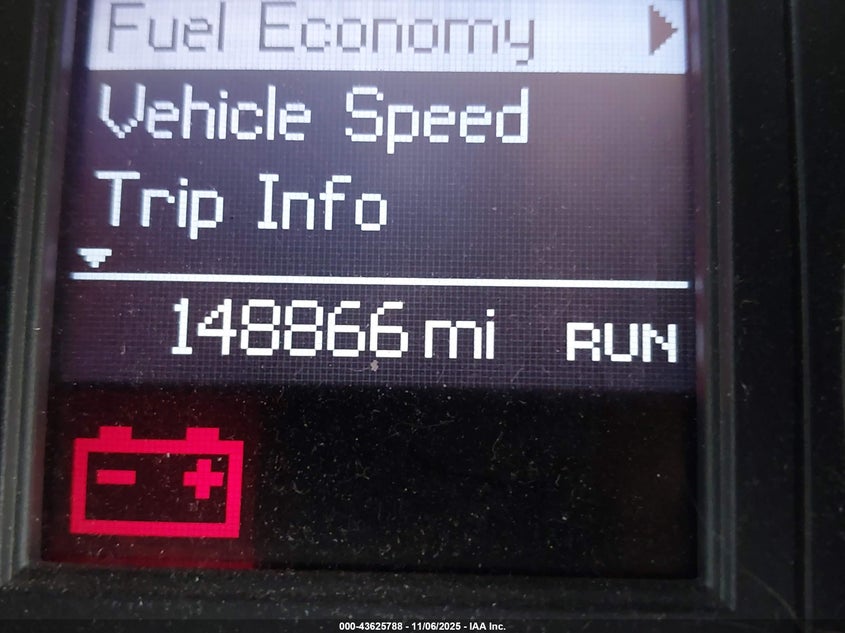 Fuel Economy
Vehicle Speed
Trip Info
148866 mi RUN
000-43625788 - 11/06/2025 - IAA Inc.